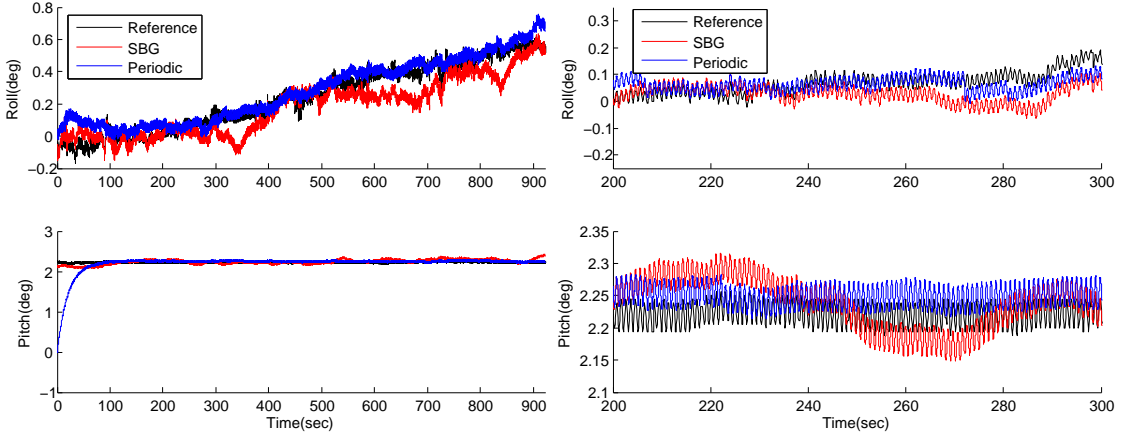 Roll(deg)
0.8
0.6
0.4
0.2
0
−0.2
Reference
SBG
Periodic
0 100 200 300 400 500 600 700 800 900
Roll(deg)
0.3
0.2
0.1
0
−0.1
−0.2
Reference
SBG
Periodic
200 220 240 260 280 300
Pitch(deg)
3
2
1
0
−1
0 100 200 300 400 500 600 700 800 900
Time(sec)
Pitch(deg)
2.35
2.3
2.25
2.2
2.15
2.1
200 220 240 260 280 300
Time(sec)